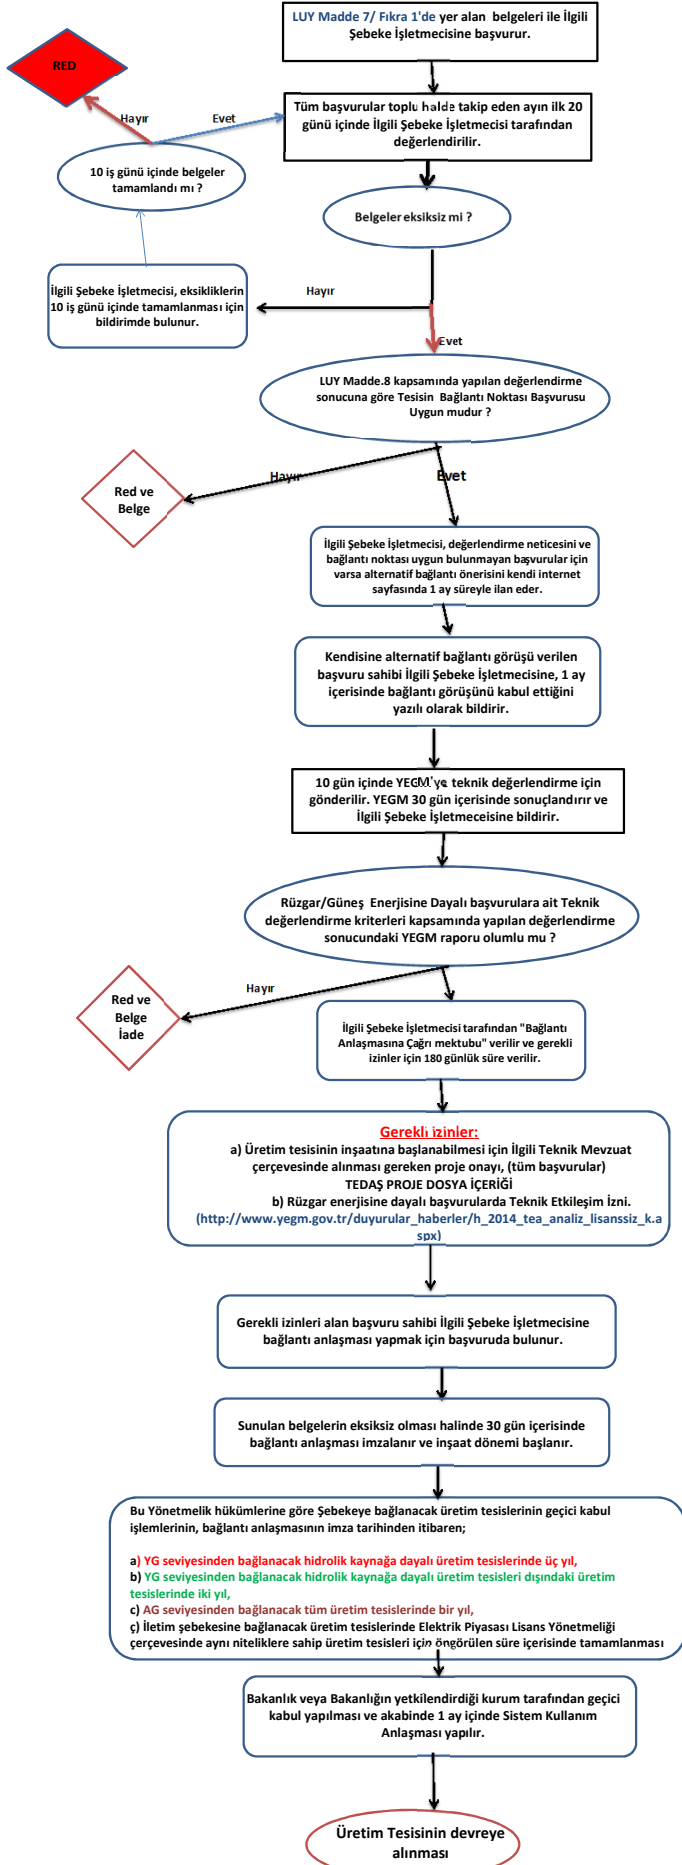 LUY Madde 7/ Fıkra 1'de yer alan belgeleri ile İlgili
Şebeke İşletmecisine başvurur.
RED
Hayır
Evet
Tüm başvurular toplu halde takip eden ayın ilk 20
günü içinde İlgili Şebeke İşletmecisi tarafından
değerlendirilir.
10 iş günü içinde belgeler
tamamlandı mı ?
Belgeler eksiksiz mi ?
İlgili Şebeke İşletmecisi, eksikliklerin
10 iş günü içinde tamamlanması için
bildirimde bulunur.
Hayır
Evet
LUY Madde.8 kapsamında yapılan değerlendirme
sonucuna göre Tesisin Bağlantı Noktası Başvurusu
Uygun mudur ?
Hayır
Evet
Red ve
Belge
İlgili Şebeke İşletmecisi, değerlendirme neticesini ve
bağlantı noktası uygun bulunmayan başvurular için
varsa alternatif bağlantı önerisini kendi internet
sayfasında 1 ay süreyle ilan eder.
Kendisine alternatif bağlantı görüşü verilen
başvuru sahibi İlgili Şebeke İşletmecisine, 1 ay
içerisinde bağlantı görüşünü kabul ettiğini
yazılı olarak bildirir.
10 gün içinde YEGM'ye teknik değerlendirme için
gönderilir. YEGM 30 gün içerisinde sonuçlandırır ve
İlgili Şebeke İşletmeceisine bildirir.
Rüzgar/Güneş Enerjisine Dayalı başvurulara ait Teknik
değerlendirme kriterleri kapsamında yapılan değerlendirme
sonucundaki YEGM raporu olumlu mu ?
Hayır
Red ve
Belge
İade
İlgili Şebeke İşletmecisi tarafından "Bağlantı
Anlaşmasına Çağrı mektubu" verilir ve gerekli
izinler için 180 günlük süre verilir.
Gerekli izinler:
a) Üretim tesisinin inşaatına başlanabilmesi için İlgili Teknik Mevzuat
çerçevesinde alınması gereken proje onayı, (tüm başvurular)
TEDAŞ PROJE DOSYA İÇERİĞİ
b) Rüzgar enerjisine dayalı başvurularda Teknik Etkileşim İzni.
(http://www.yegm.gov.tr/duyurular_haberler/h_2014_tea_analiz_lisanssiz_k.a
spx)
Gerekli izinleri alan başvuru sahibi İlgili Şebeke İşletmecisine
bağlantı anlaşması yapmak için başvuruda bulunur.
Sunulan belgelerin eksiksiz olması halinde 30 gün içerisinde
bağlantı anlaşması imzalanır ve inşaat dönemi başlanır.
Bu Yönetmelik hükümlerine göre Şebekeye bağlanacak üretim tesislerinin geçici kabul
işlemlerinin, bağlantı anlaşmasının imza tarihinden itibaren;
a) YG seviyesinden bağlanacak hidrolik kaynağa dayalı üretim tesislerinde üç yıl,
b) YG seviyesinden bağlanacak hidrolik kaynağa dayalı üretim tesisleri dışındaki üretim
tesislerinde iki yıl,
c) AG seviyesinden bağlanacak tüm üretim tesislerinde bir yıl,
ç) İletim şebekesine bağlanacak üretim tesislerinde Elektrik Piyasası Lisans Yönetmeliği
çerçevesinde aynı niteliklere sahip üretim tesisleri için öngörülen süre içerisinde tamamlanması
Bakanlık veya Bakanlığın yetkilendirdiği kurum tarafından geçici
kabul yapılması ve akabinde 1 ay içinde Sistem Kullanım
Anlaşması yapılır.
Üretim Tesisinin devreye
alınması